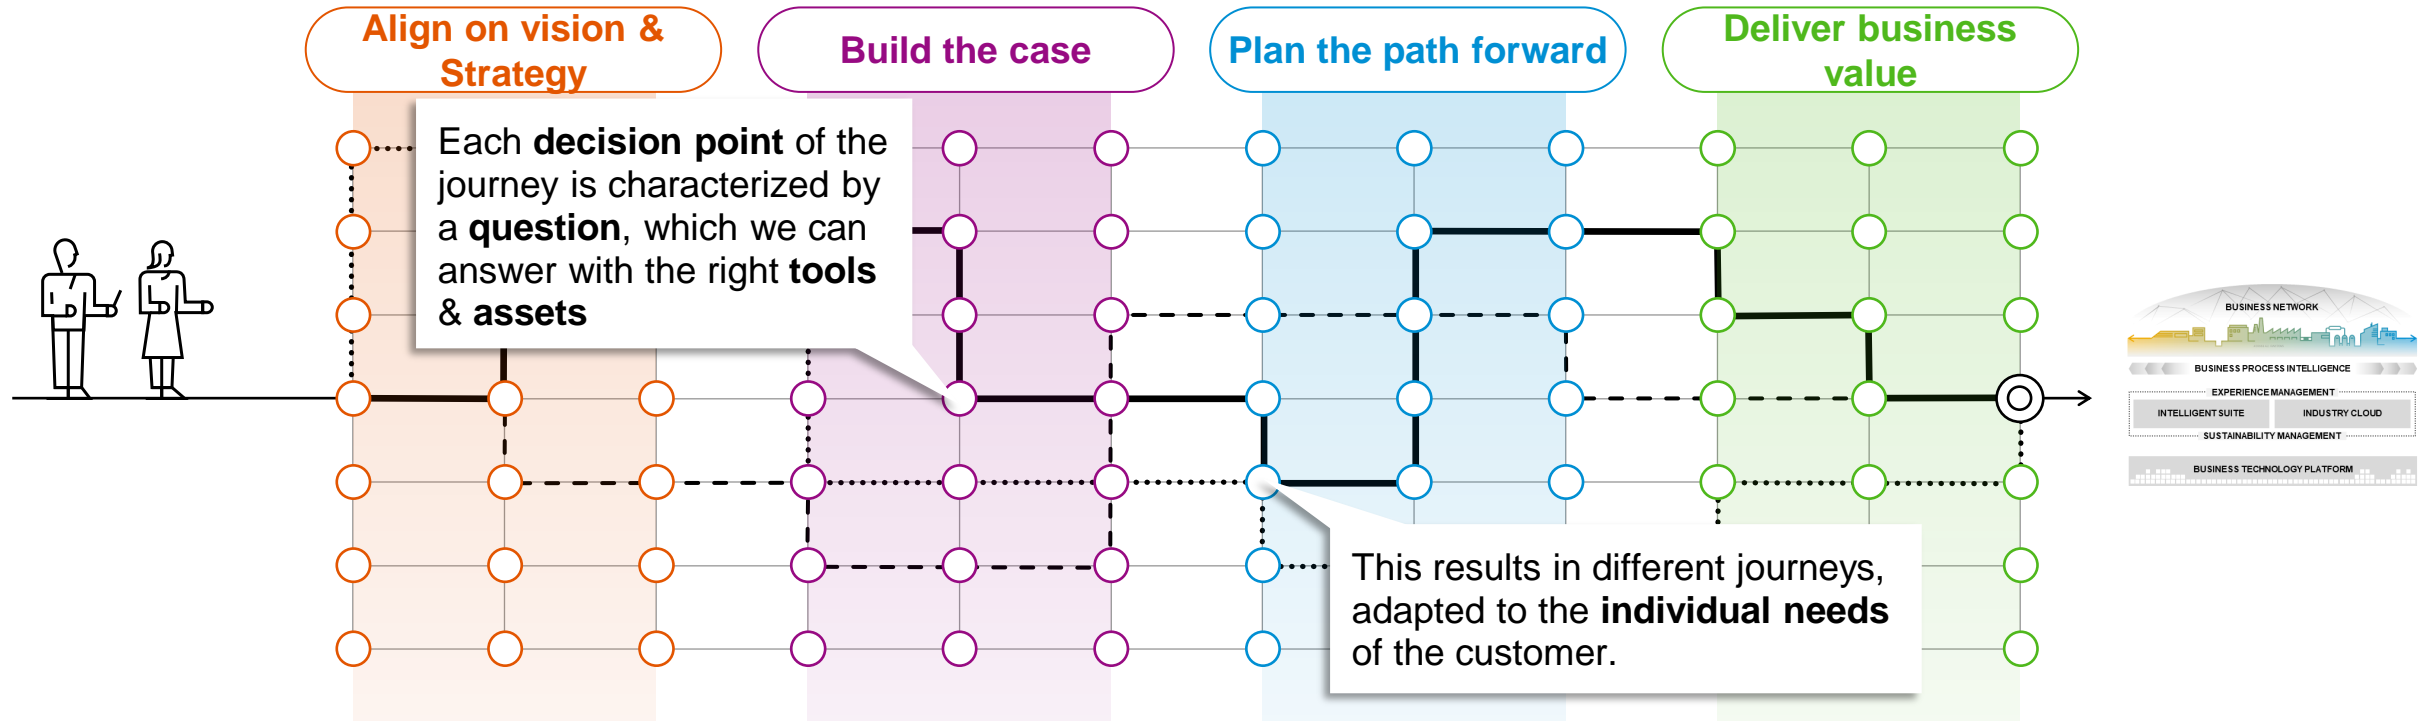 Align on vision &
Strategy
Build the case
Plan the path forward
Deliver business
value
Each decision point of the
journey is characterized by
a question, which we can
answer with the right tools
& assets
This results in different journeys,
adapted to the individual needs
of the customer.
BUSINESS NETWORK
BUSINESS PROCESS INTELLIGENCE
EXPERIENCE MANAGEMENT
INTELLIGENT SUITE
INDUSTRY CLOUD
SUSTAINABILITY MANAGEMENT
BUSINESS TECHNOLOGY PLATFORM